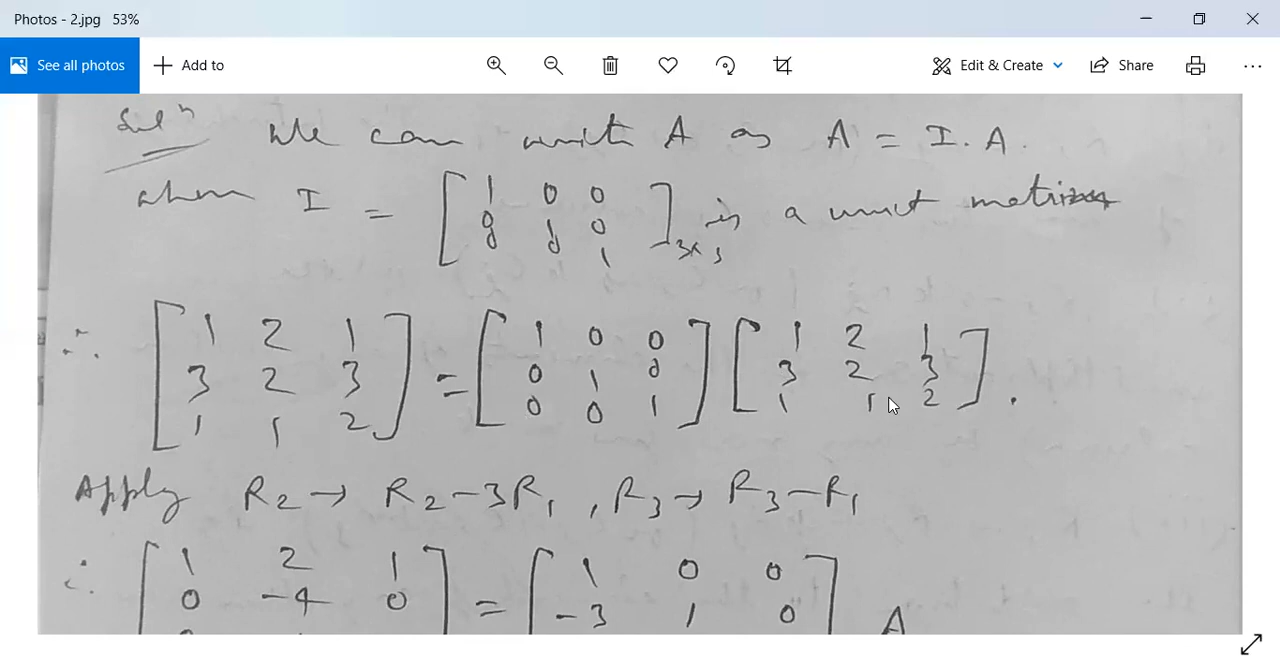 Photos - 2.jpg 53%
See all photos
Add to
Edit & Create
Share
Solⁿ We can write A as A = I.A.
where I = [ 1 0 0
0 1 0
0 0 1 ]3×3 is a unit matrix
∴ [ 1 2 1 ] = [ 1 0 0 ] [ 1 2 1 ]
[ 3 2 3 ] [ 0 1 0 ] [ 3 2 3 ]
[ 1 1 2 ] [ 0 0 1 ] [ 1 1 2 ] .
Apply R2 → R2 - 3R1 , R3 → R3 - R1
∴ [ 1 2 1 ] = [ 1 0 0 ]
[ 0 -4 0 ] [ -3 1 0 ] A